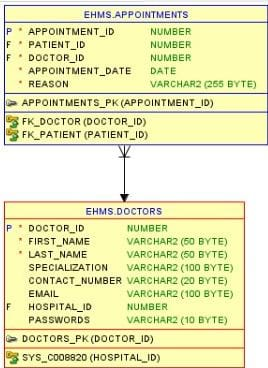 EHMS.APPOINTMENTS
P * APPOINTMENT_ID NUMBER
F * PATIENT_ID NUMBER
F * DOCTOR_ID NUMBER
* APPOINTMENT_DATE DATE
* REASON VARCHAR2 (255 BYTE)
APPOINTMENTS_PK (APPOINTMENT_ID)
FK_DOCTOR (DOCTOR_ID)
FK_PATIENT (PATIENT_ID)
EHMS.DOCTORS
P * DOCTOR_ID NUMBER
* FIRST_NAME VARCHAR2 (50 BYTE)
* LAST_NAME VARCHAR2 (50 BYTE)
SPECIALIZATION VARCHAR2 (100 BYTE)
CONTACT_NUMBER VARCHAR2 (20 BYTE)
EMAIL VARCHAR2 (100 BYTE)
F HOSPITAL_ID NUMBER
PASSWORDS VARCHAR2 (10 BYTE)
DOCTORS_PK (DOCTOR_ID)
SYS_C008820 (HOSPITAL_ID)